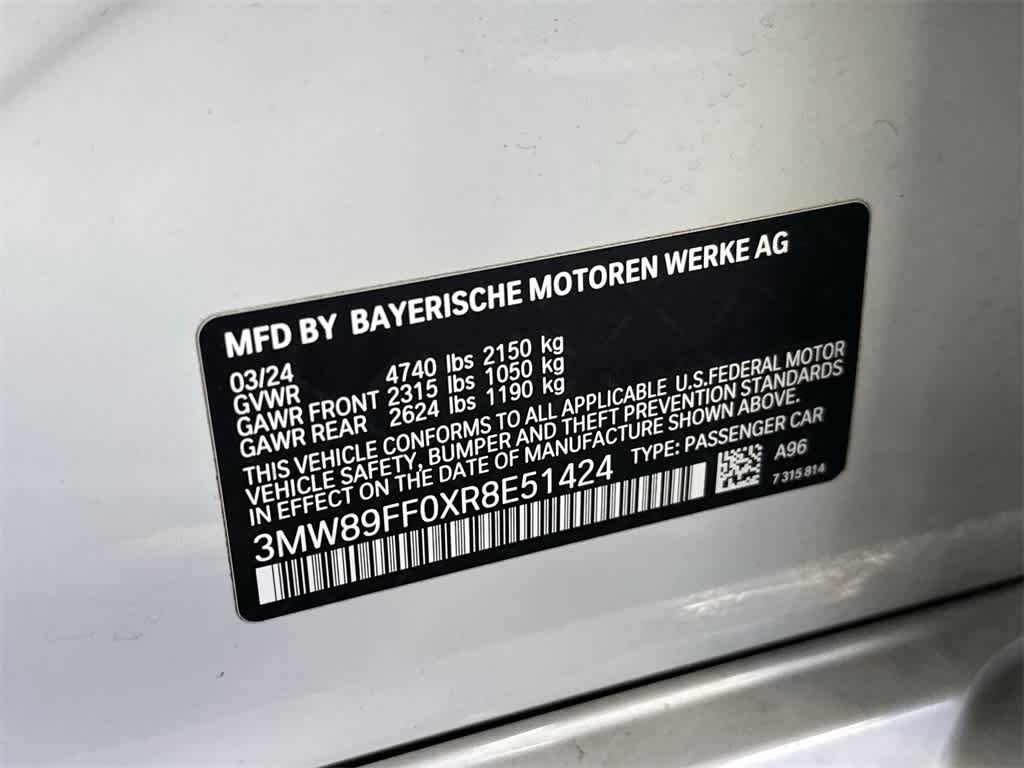 MFD BY BAYERISCHE MOTOREN WERKE AG
03/24
GVWR 4740 lbs 2150 kg
GAWR FRONT 2315 lbs 1050 kg
GAWR REAR 2624 lbs 1190 kg
THIS VEHICLE CONFORMS TO ALL APPLICABLE U.S.FEDERAL MOTOR
VEHICLE SAFETY, BUMPER AND THEFT PREVENTION STANDARDS
IN EFFECT ON THE DATE OF MANUFACTURE SHOWN ABOVE.
3MW89FF0XR8E51424 TYPE: PASSENGER CAR
A96
7 315 814